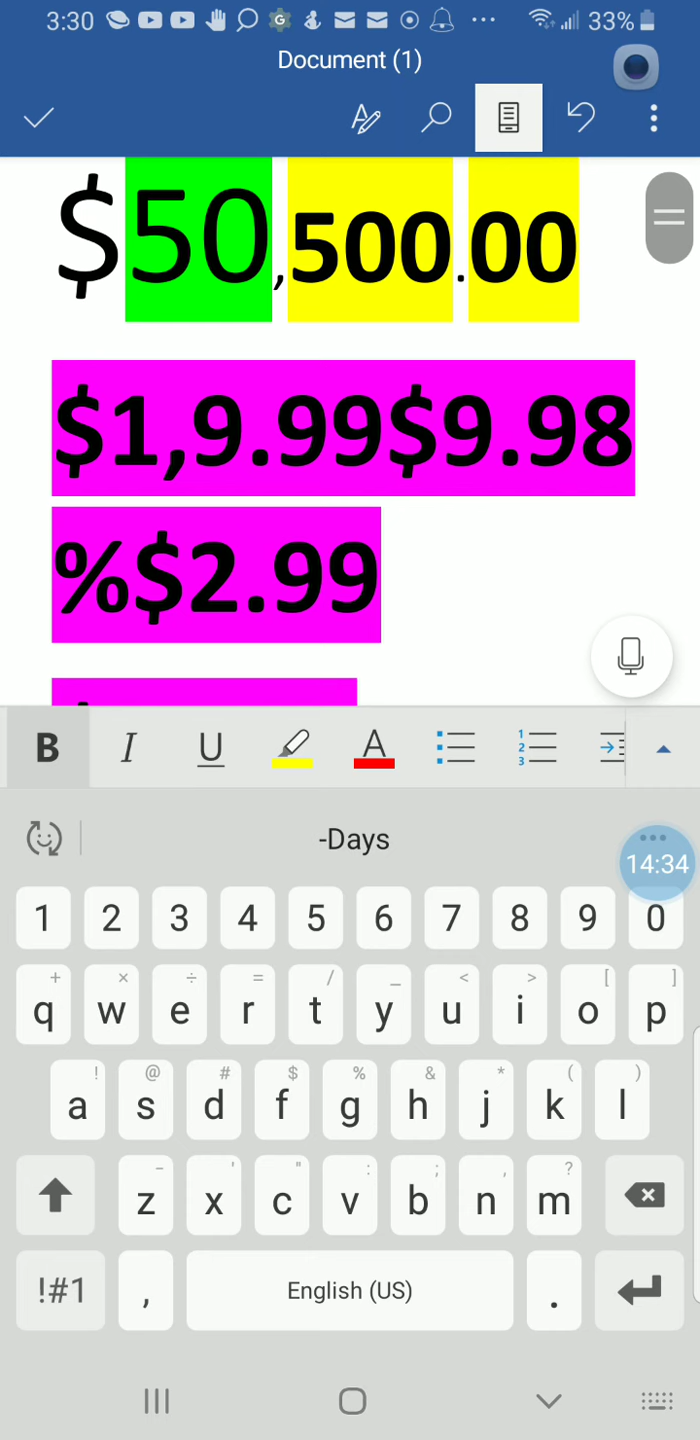 3:30 33%
Document (1)
$50,500.00
$1,9.99$9.98
%$2.99
B I U A
-Days
14:34
1 2 3 4 5 6 7 8 9 0
+ × ÷ = / _ < > [ ]
q w e r t y u i o p
! @ # $ % & * ( )
a s d f g h j k l
- ' " : ; , ?
z x c v b n m
!#1 , English (US) .